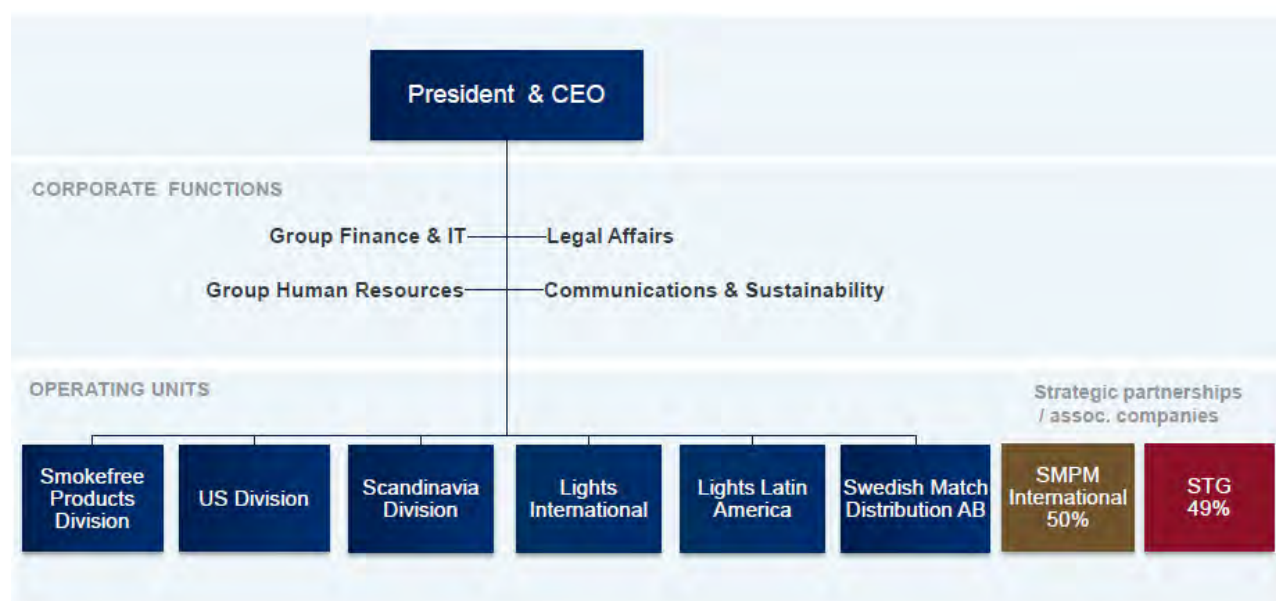 President & CEO
CORPORATE FUNCTIONS
Group Finance & IT
Legal Affairs
Group Human Resources
Communications & Sustainability
OPERATING UNITS
Strategic partnerships
/ assoc. companies
Smokefree
Products
Division
US Division
Scandinavia
Division
Lights
International
Lights Latin
America
Swedish Match
Distribution AB
SMPM
International
50%
STG
49%